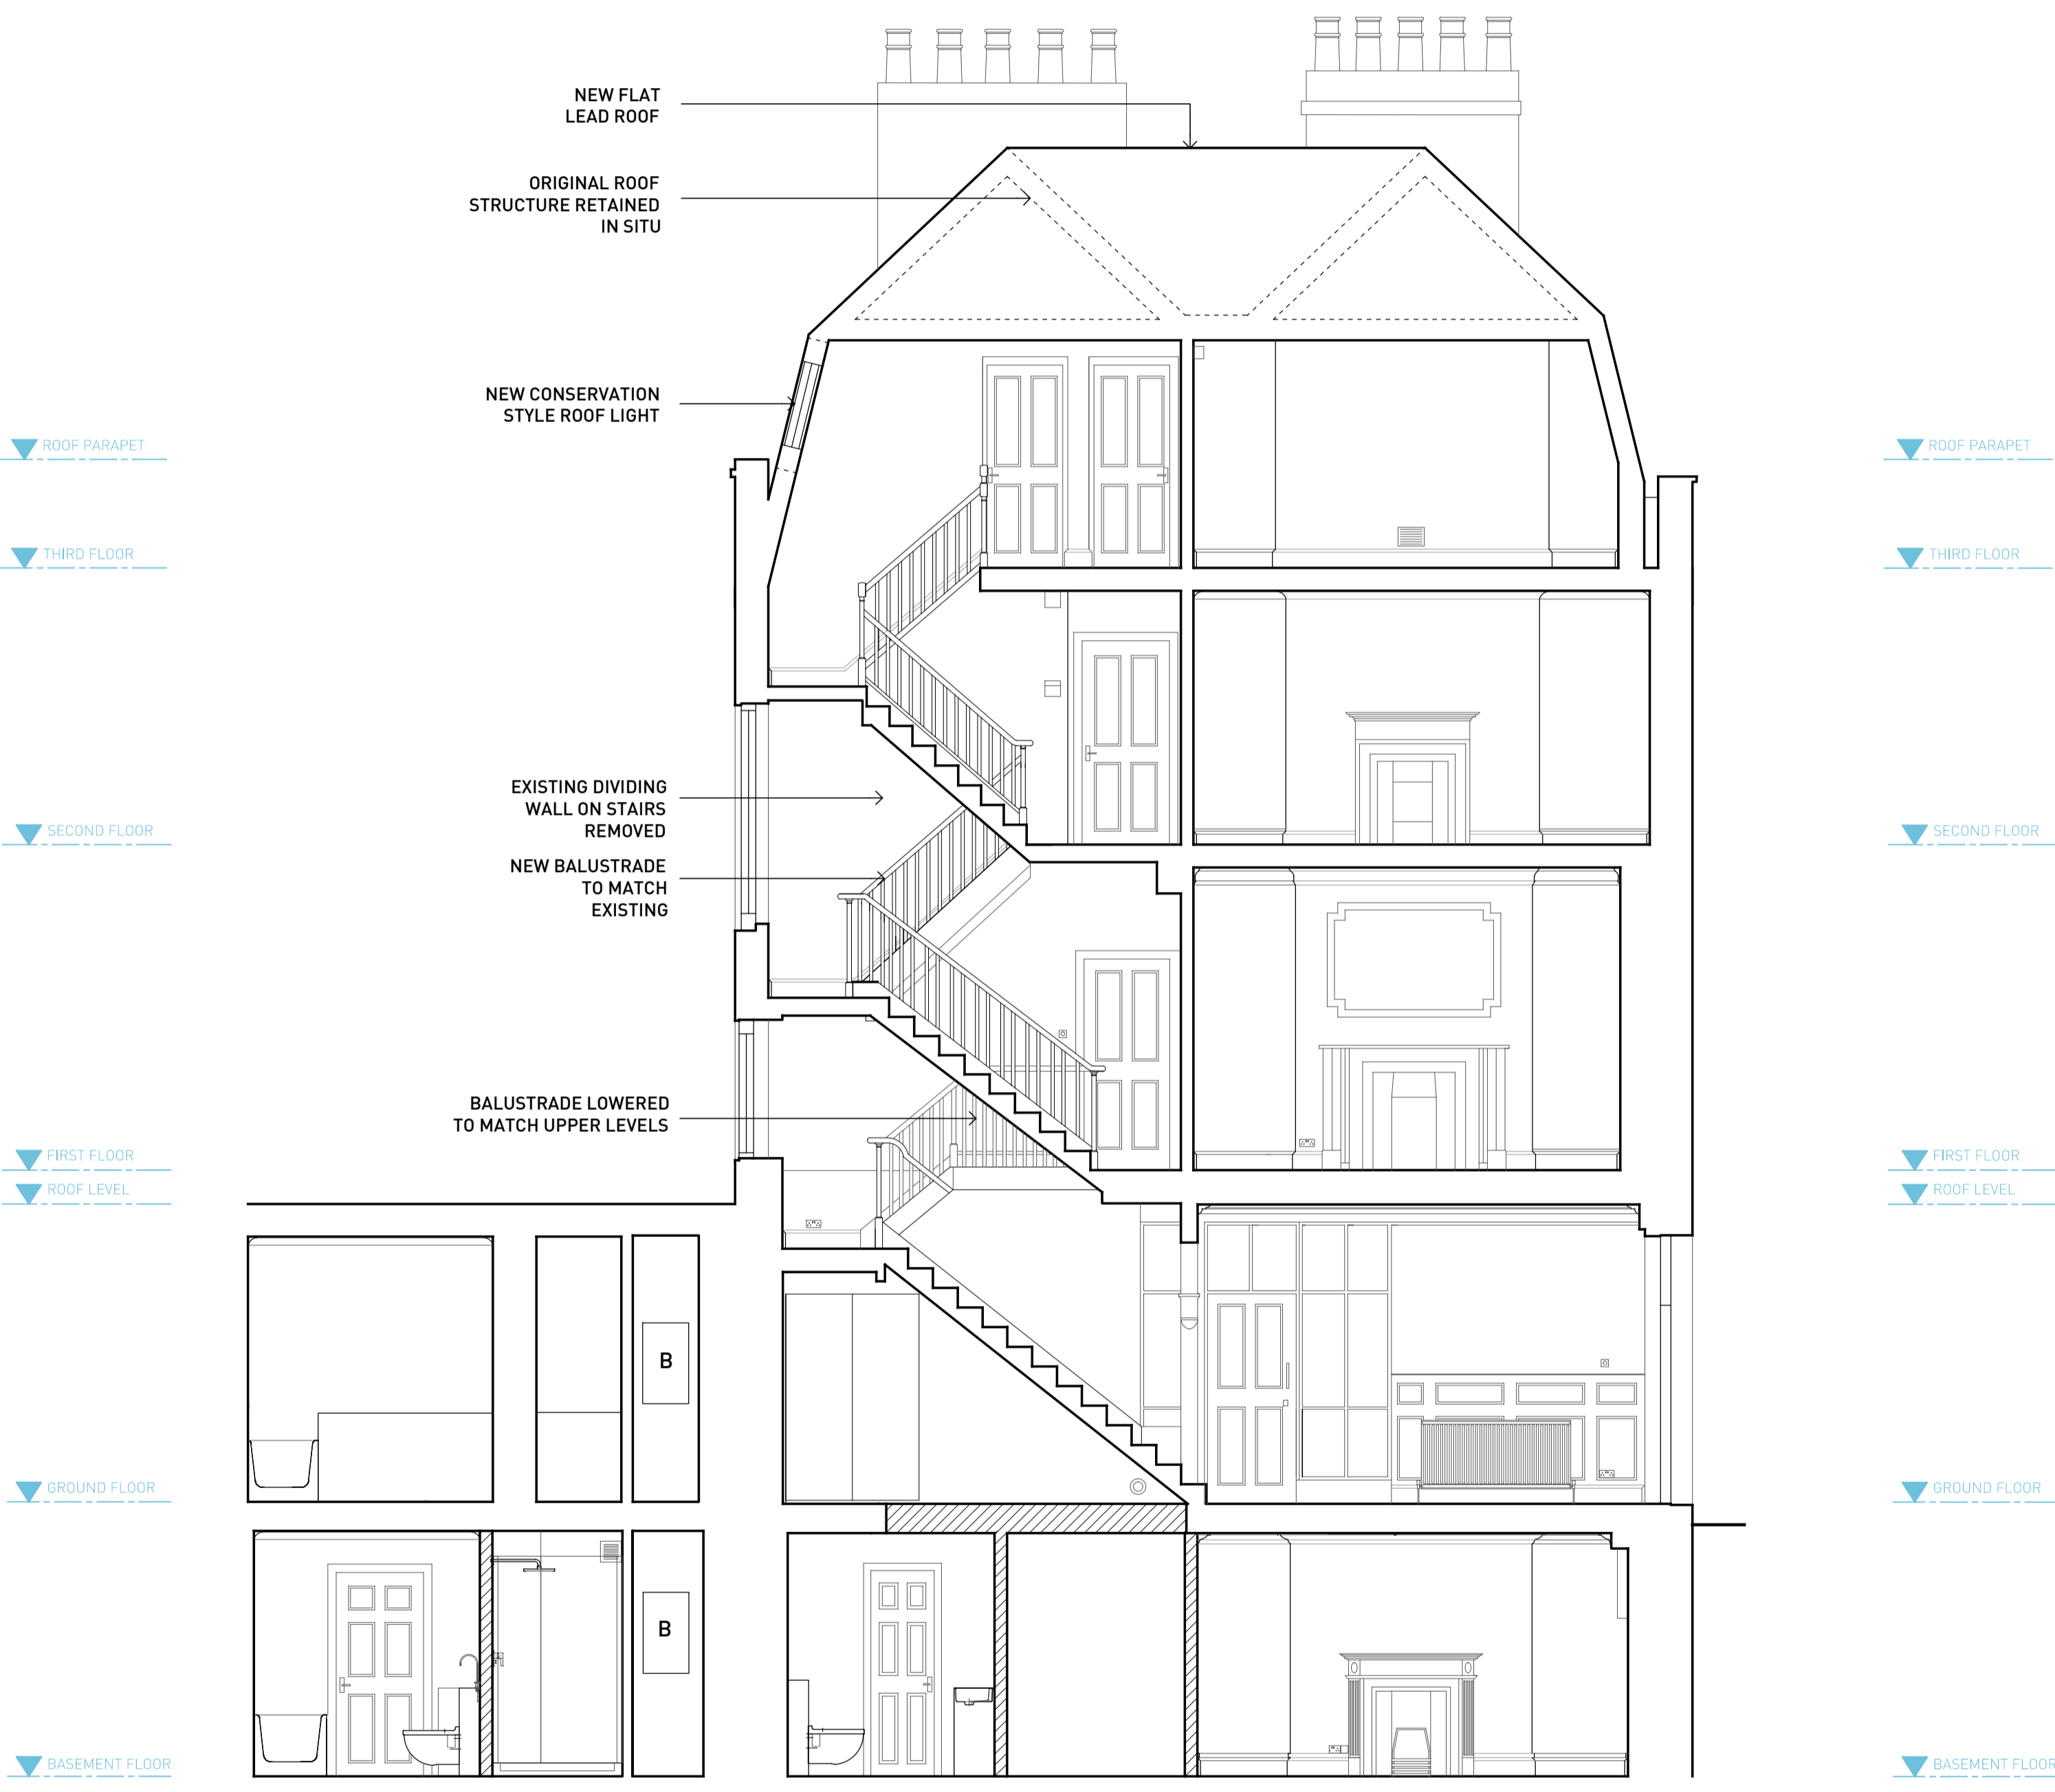 NEW FLAT
LEAD ROOF
ORIGINAL ROOF
STRUCTURE RETAINED
IN SITU
NEW CONSERVATION
STYLE ROOF LIGHT
ROOF PARAPET
ROOF PARAPET
THIRD FLOOR
THIRD FLOOR
EXISTING DIVIDING
WALL ON STAIRS
REMOVED
SECOND FLOOR
SECOND FLOOR
NEW BALUSTRADE
TO MATCH
EXISTING
BALUSTRADE LOWERED
TO MATCH UPPER LEVELS
FIRST FLOOR
FIRST FLOOR
ROOF LEVEL
ROOF LEVEL
B
GROUND FLOOR
GROUND FLOOR
B
BASEMENT FLOOR
BASEMENT FLOOR